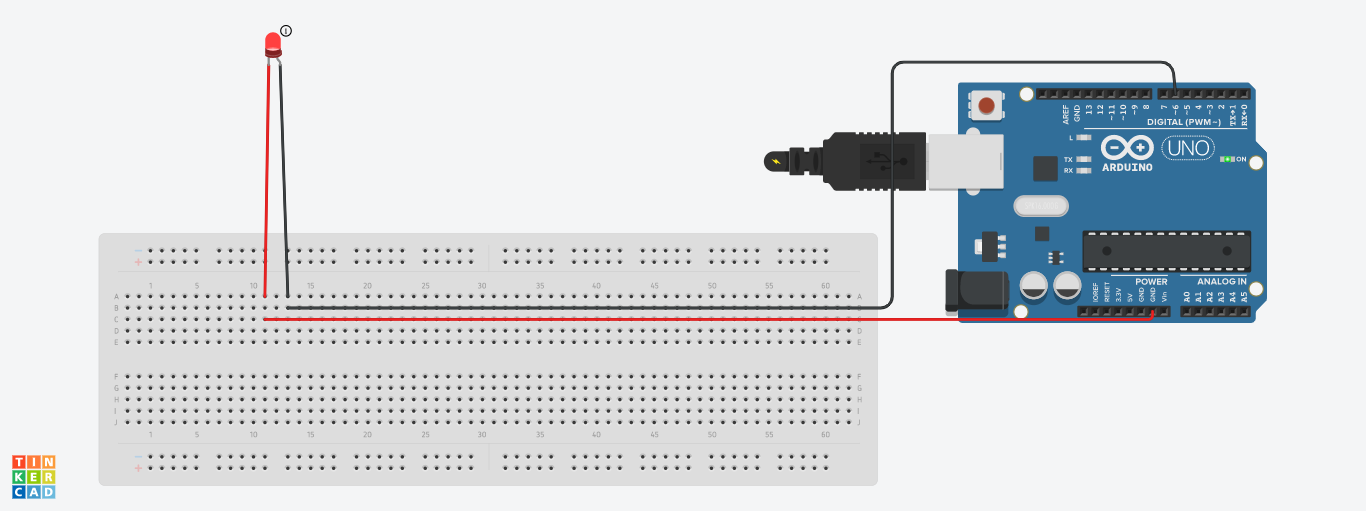 AREF
GND
13
12
~11
~10
~9
8
7
~6
~5
4
~3
2
TX→1
RX←0
DIGITAL (PWM~)
L
TX
RX
UNO
ARDUINO
ON
1 5 10 15 20 25 30 35 40 45 50 55 60
A A
B B
C
D D
E E
F F
G G
H H
I I
J J
1 5 10 15 20 25 30 35 40 45 50 55 60
POWER
ANALOG IN
IOREF
RESET
3.3V
5V
GND
GND
Vin
A0
A1
A2
A3
A4
A5
TIN
KER
CAD